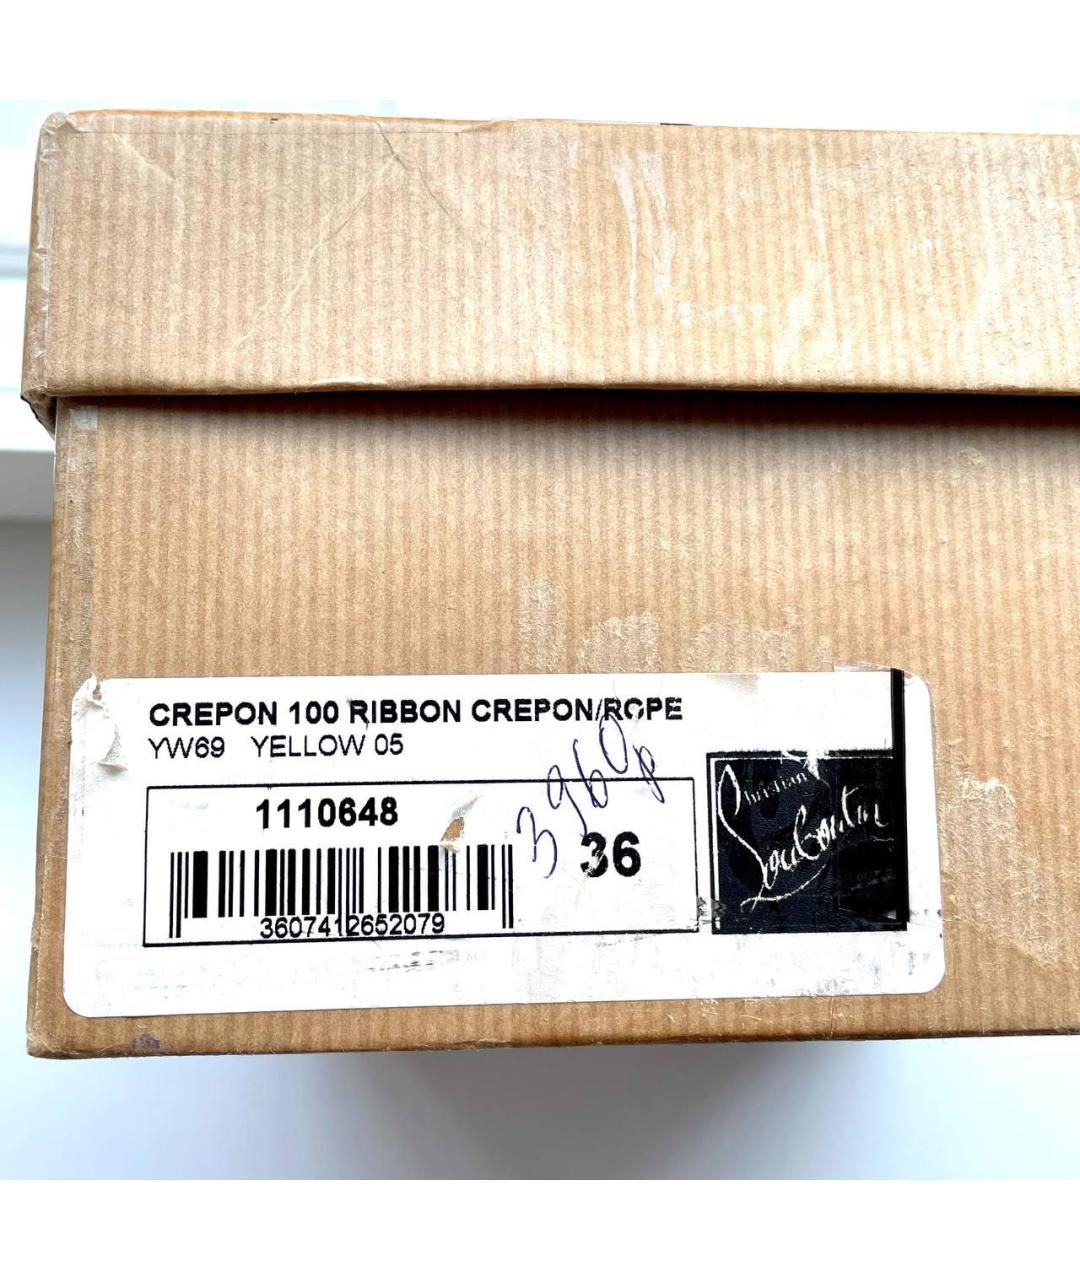 CREPON 100 RIBBON CREPON/ROPE
YW69 YELLOW 05
1110648
3960р
36
3607412652079
Christian
Louboutin